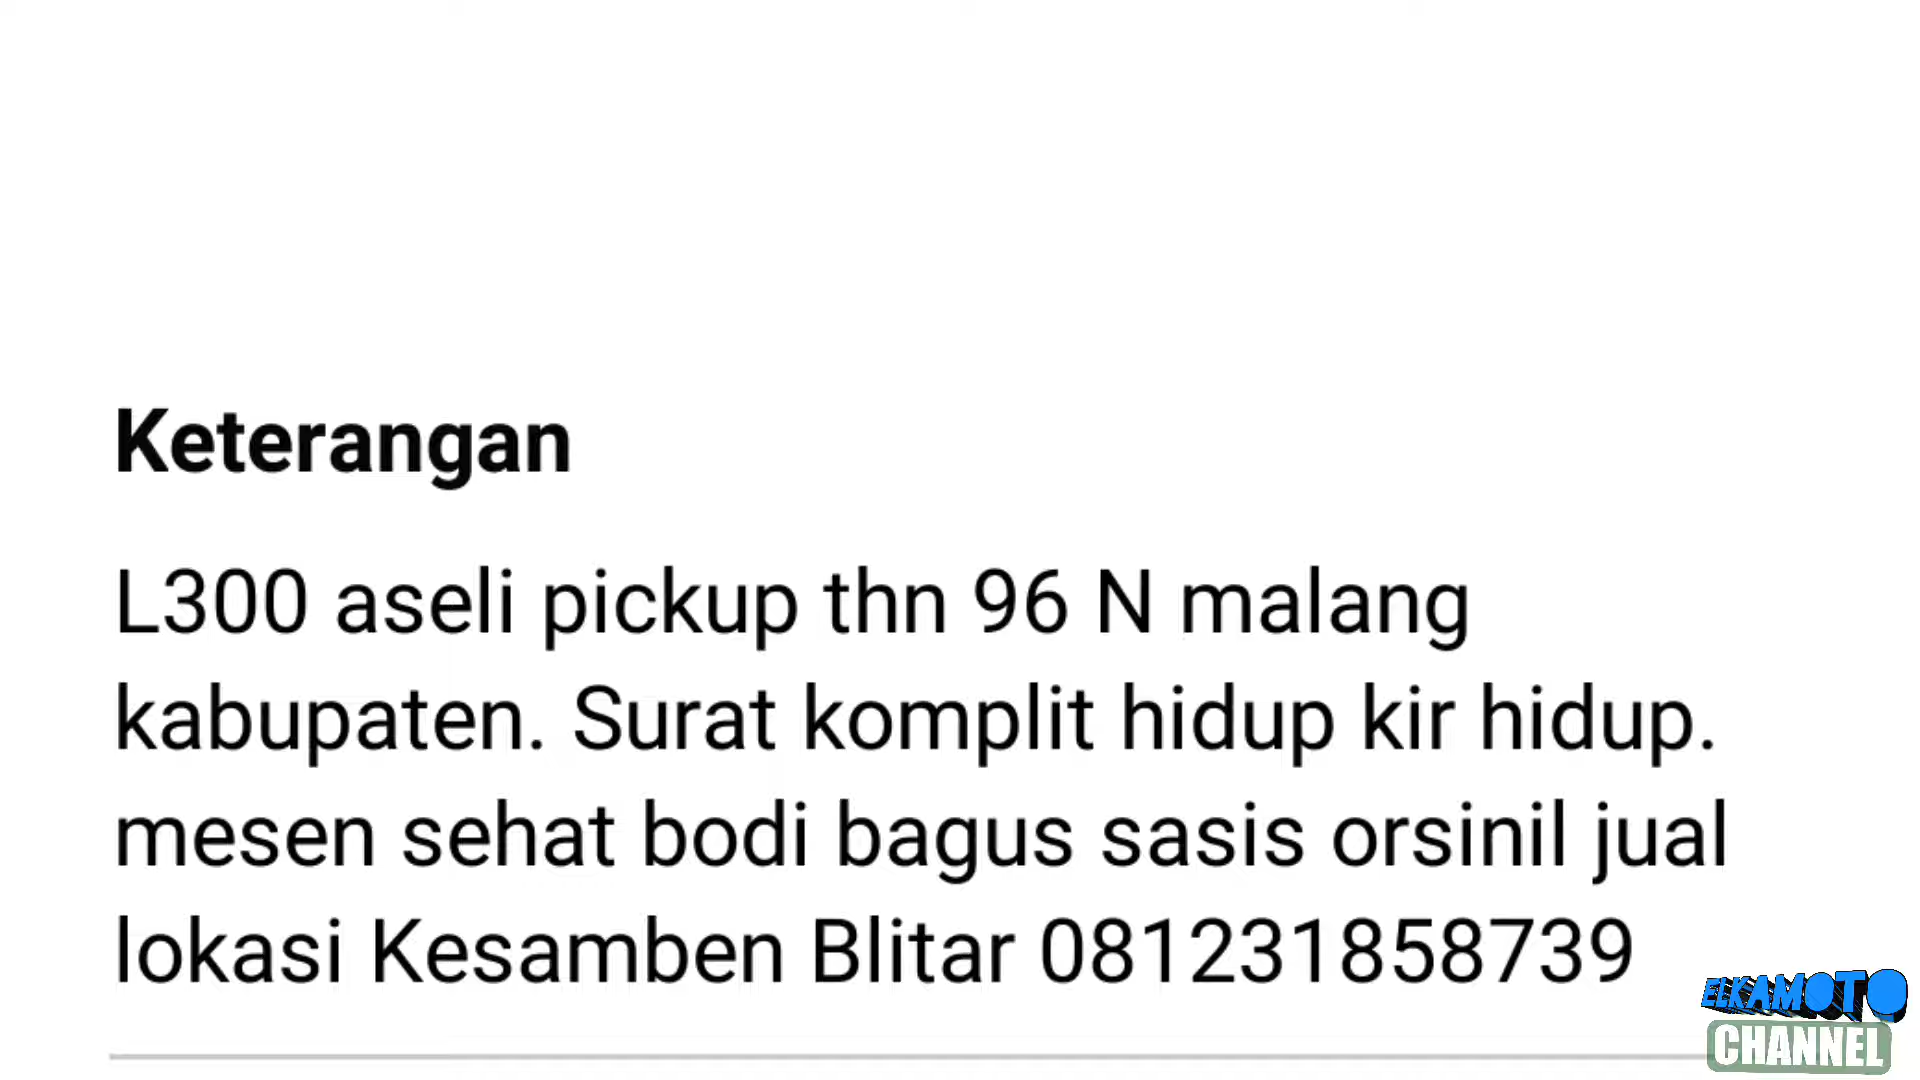 Keterangan
L300 aseli pickup thn 96 N malang
kabupaten. Surat komplit hidup kir hidup.
mesen sehat bodi bagus sasis orsinil jual
lokasi Kesamben Blitar 081231858739
ELKAMOTO
CHANNEL